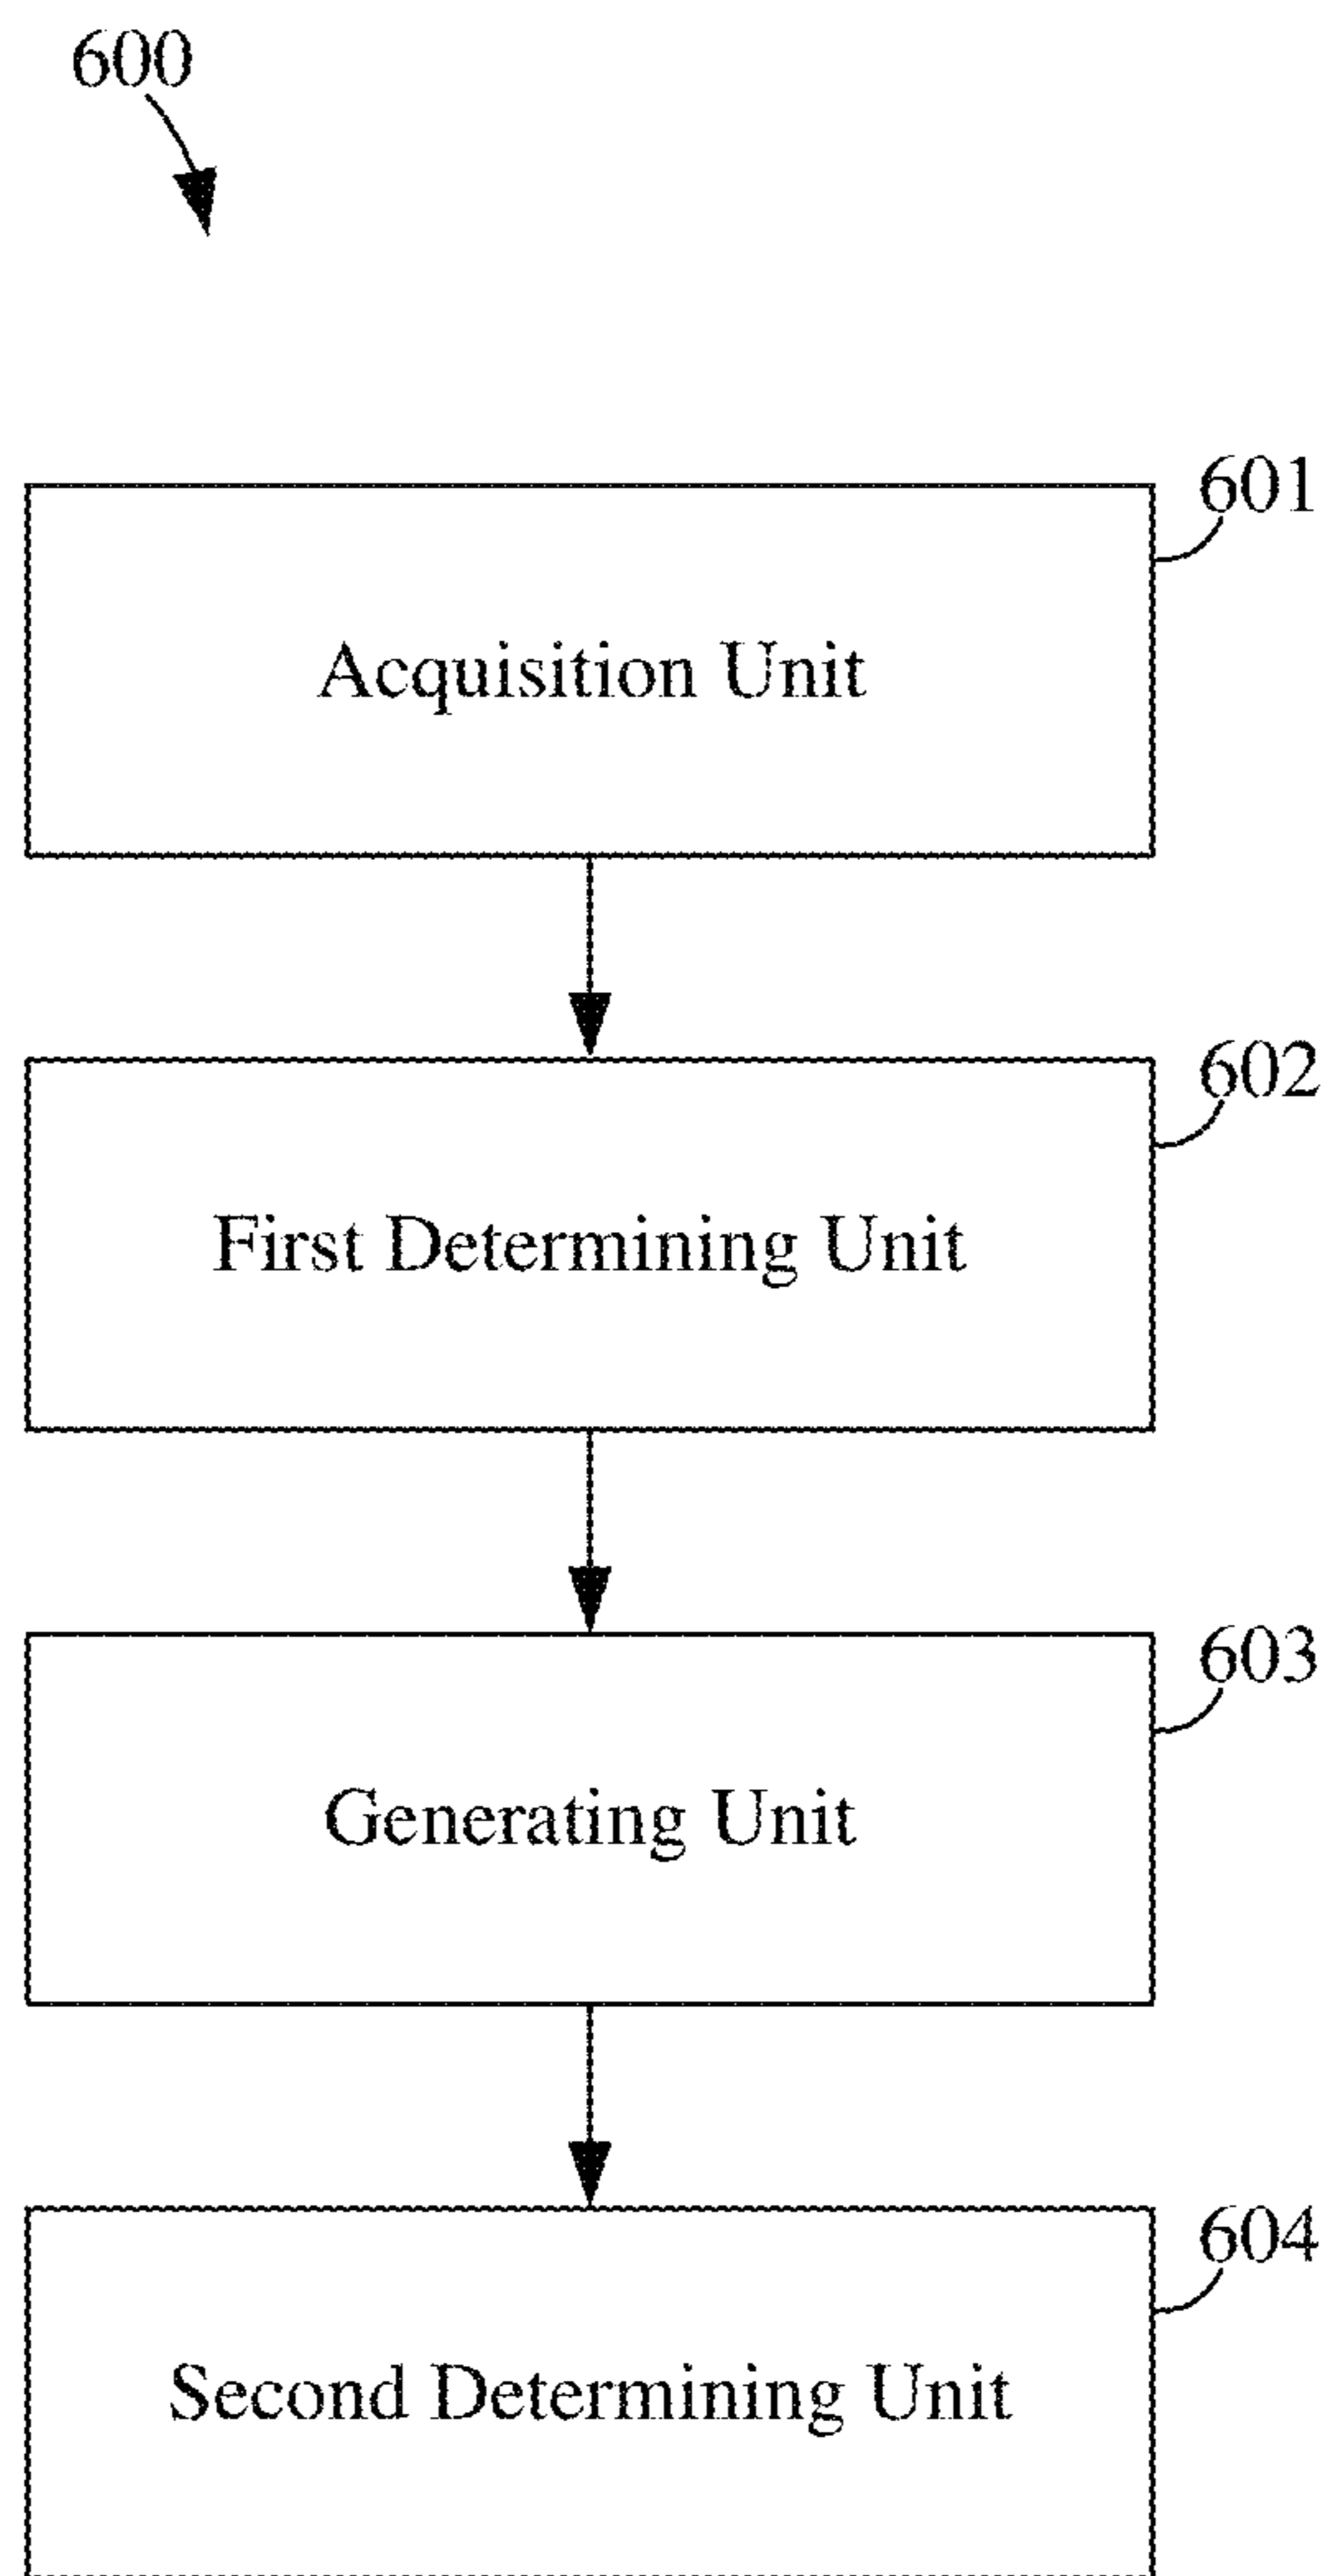 600
601
Acquisition Unit
602
First Determining Unit
603
Generating Unit
604
Second Determining Unit